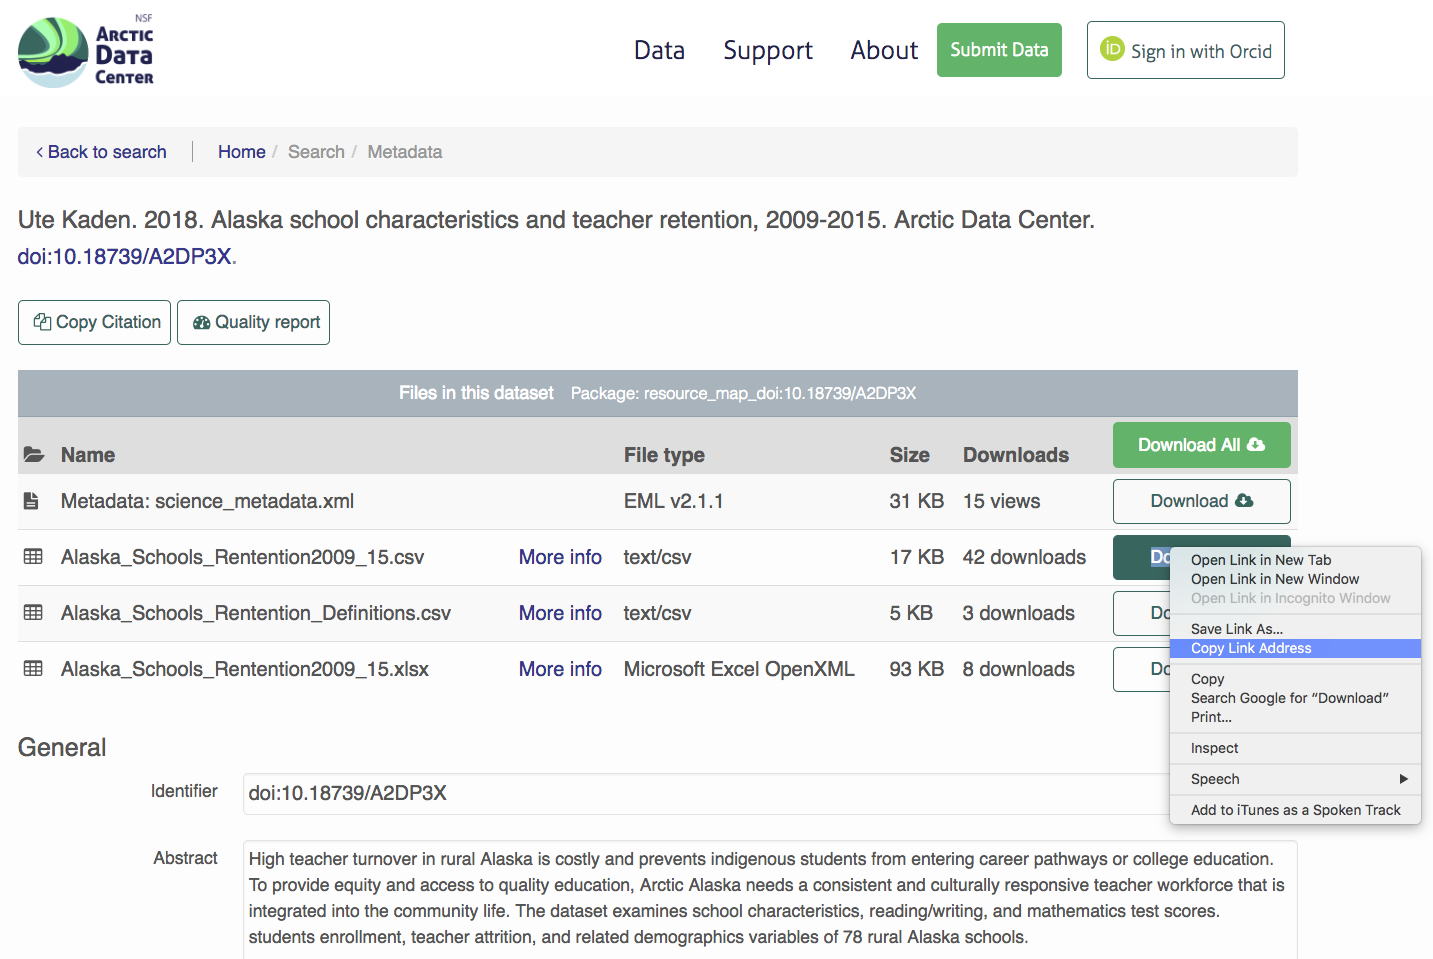 NSF
ARCTIC
DATA
CENTER
Data Support About Submit Data iD Sign in with Orcid
‹ Back to search Home / Search / Metadata
Ute Kaden. 2018. Alaska school characteristics and teacher retention, 2009-2015. Arctic Data Center.
doi:10.18739/A2DP3X.
Copy Citation Quality report
Files in this dataset Package: resource_map_doi:10.18739/A2DP3X
Name File type Size Downloads Download All
Metadata: science_metadata.xml EML v2.1.1 31 KB 15 views Download
Alaska_Schools_Rentention2009_15.csv More info text/csv 17 KB 42 downloads Do
Alaska_Schools_Rentention_Definitions.csv More info text/csv 5 KB 3 downloads Do
Alaska_Schools_Rentention2009_15.xlsx More info Microsoft Excel OpenXML 93 KB 8 downloads Do
Open Link in New Tab
Open Link in New Window
Open Link in Incognito Window
Save Link As...
Copy Link Address
Copy
Search Google for “Download”
Print...
Inspect
Speech
Add to iTunes as a Spoken Track
General
Identifier doi:10.18739/A2DP3X
Abstract High teacher turnover in rural Alaska is costly and prevents indigenous students from entering career pathways or college education.
To provide equity and access to quality education, Arctic Alaska needs a consistent and culturally responsive teacher workforce that is
integrated into the community life. The dataset examines school characteristics, reading/writing, and mathematics test scores.
students enrollment, teacher attrition, and related demographics variables of 78 rural Alaska schools.